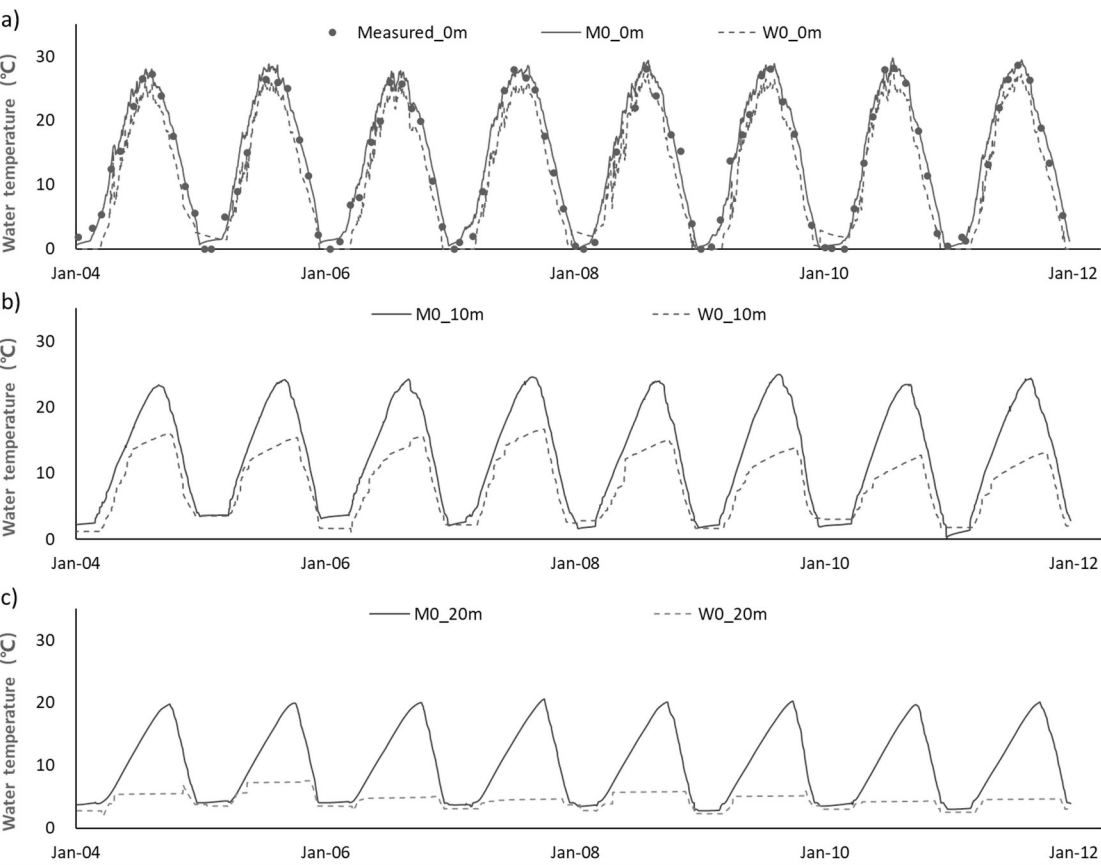 a)
Measured_0m M0_0m W0_0m
Water temperature (℃)
30
20
10
0
Jan-04 Jan-06 Jan-08 Jan-10 Jan-12
b)
M0_10m W0_10m
Water temperature (℃)
30
20
10
0
Jan-04 Jan-06 Jan-08 Jan-10 Jan-12
c)
M0_20m W0_20m
Water temperature (℃)
30
20
10
0
Jan-04 Jan-06 Jan-08 Jan-10 Jan-12